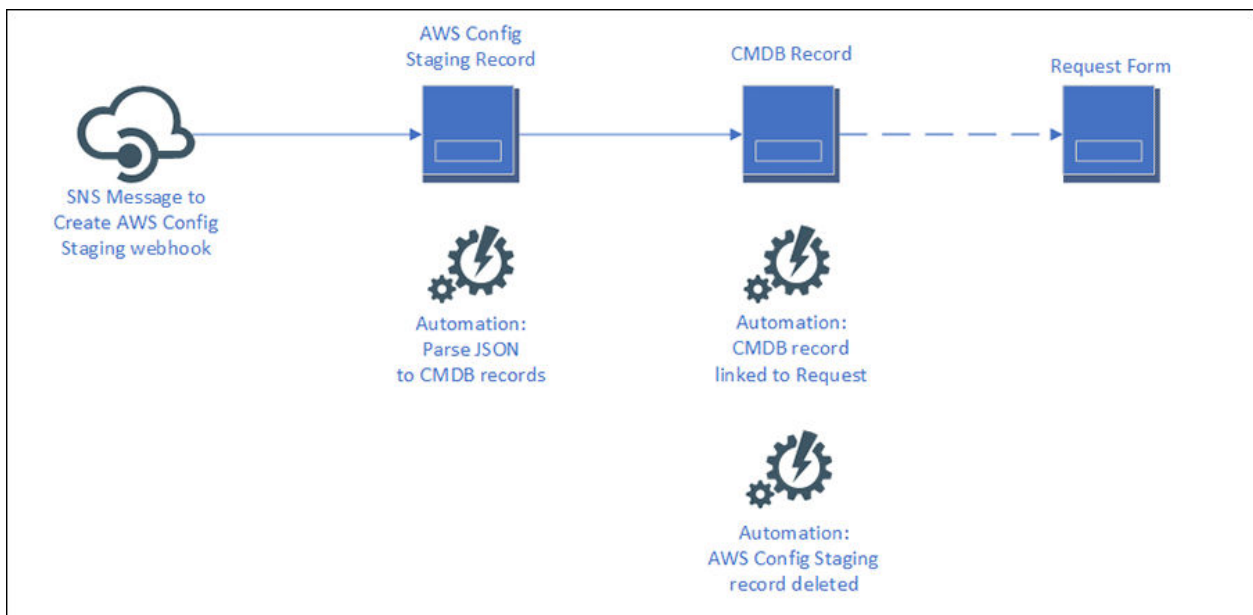 AWS Config
Staging Record
CMDB Record
Request Form
SNS Message to
Create AWS Config
Staging webhook
Automation:
Parse JSON
to CMDB records
Automation:
CMDB record
linked to Request
Automation:
AWS Config Staging
record deleted